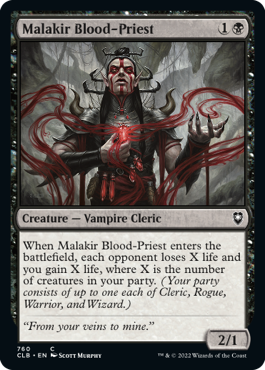 Malakir Blood-Priest 1
Creature — Vampire Cleric
When Malakir Blood-Priest enters the
battlefield, each opponent loses X life and
you gain X life, where X is the number
of creatures in your party. (Your party
consists of up to one each of Cleric, Rogue,
Warrior, and Wizard.)
“From your veins to mine.”
2/1
760 C
CLB • EN SCOTT MURPHY
™ & © 2022 Wizards of the Coast